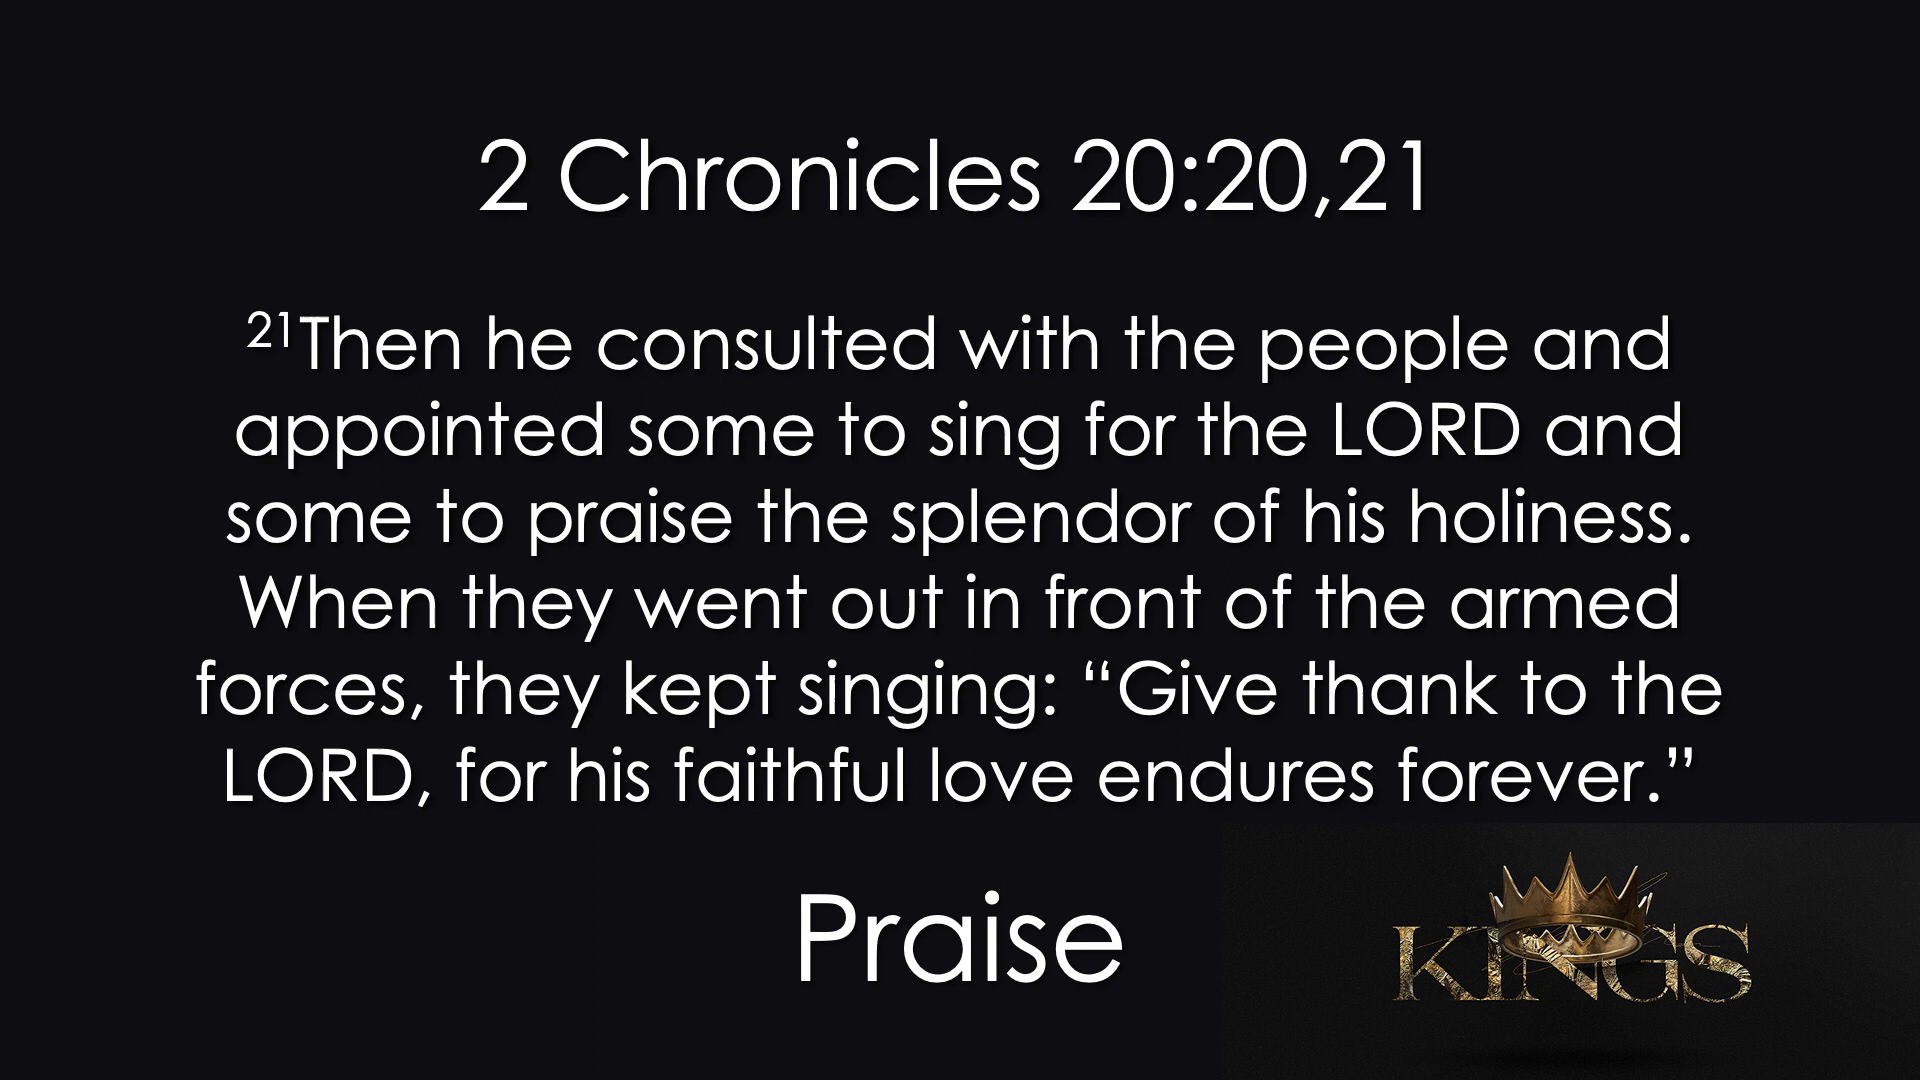 2 Chronicles 20:20,21
21Then he consulted with the people and
appointed some to sing for the LORD and
some to praise the splendor of his holiness.
When they went out in front of the armed
forces, they kept singing: “Give thank to the
LORD, for his faithful love endures forever.”
Praise
KINGS